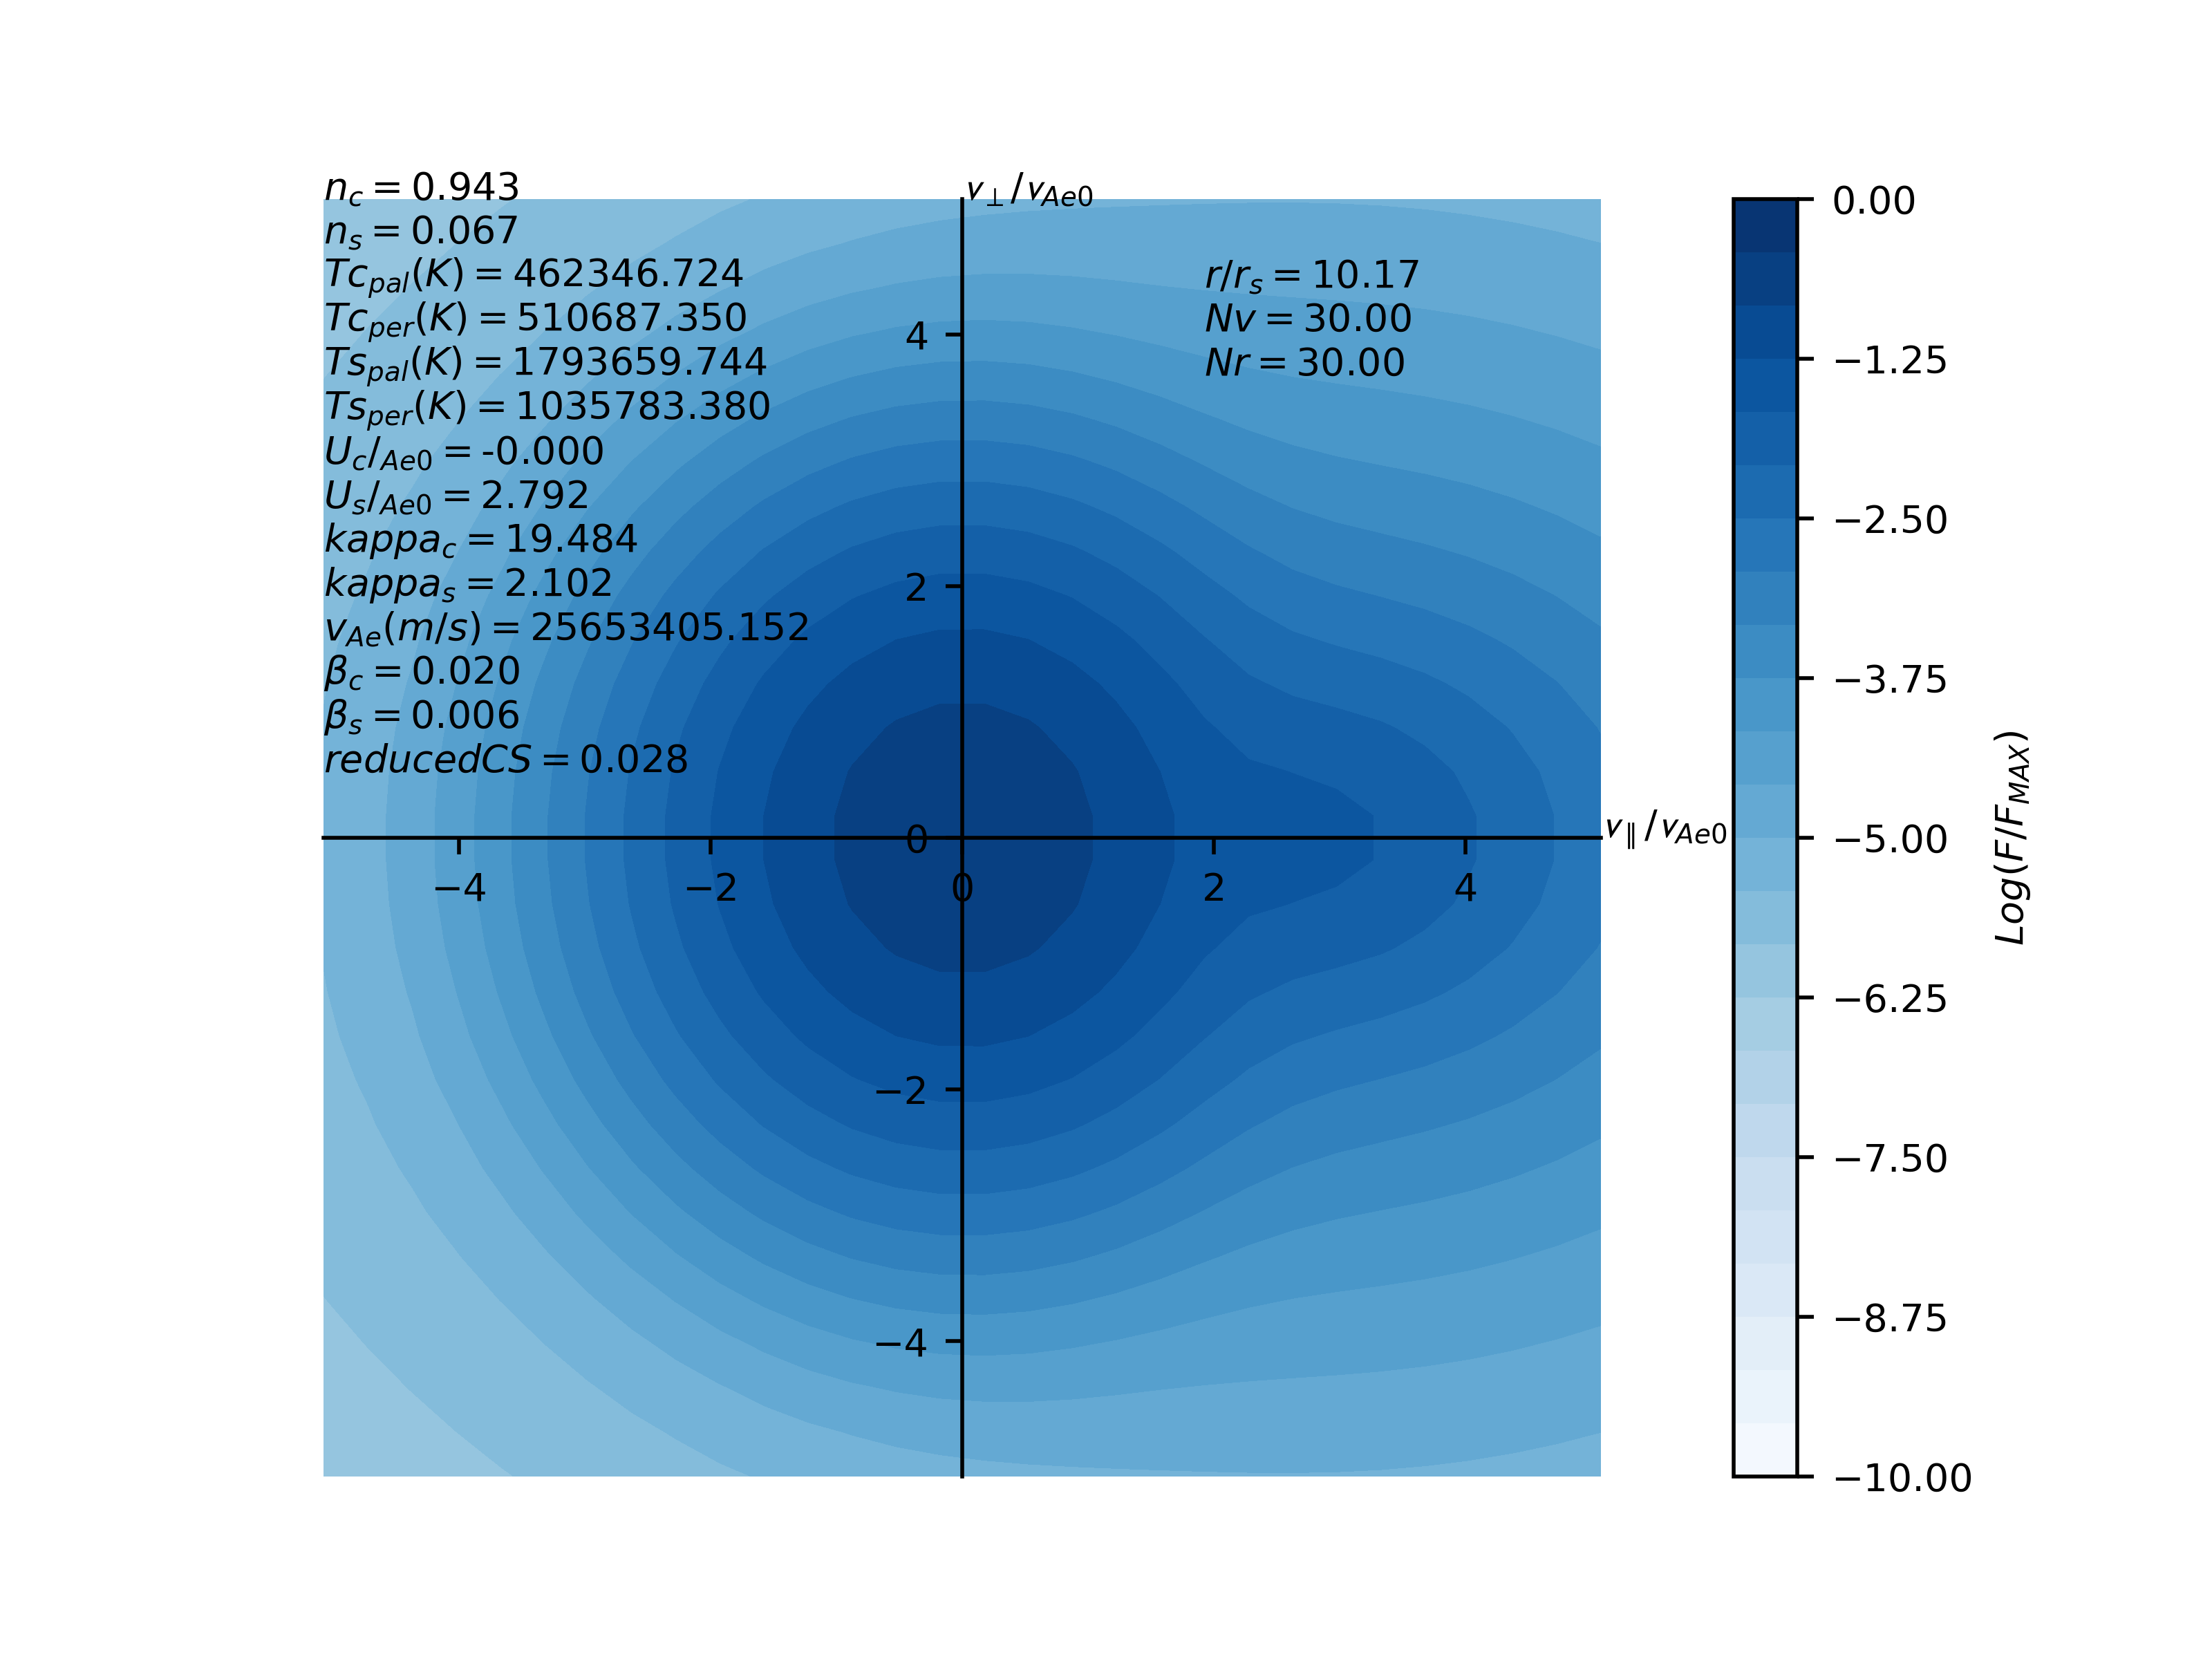 n_c = 0.943
n_s = 0.067
Tc_pal(K) = 462346.724
Tc_per(K) = 510687.350
Ts_pal(K) = 1793659.744
Ts_per(K) = 1035783.380
U_c/_Ae0 = -0.000
U_s/_Ae0 = 2.792
kappa_c = 19.484
kappa_s = 2.102
v_Ae(m/s) = 25653405.152
β_c = 0.020
β_s = 0.006
reducedCS = 0.028
v_⊥/v_Ae0
r/r_s = 10.17
Nv = 30.00
Nr = 30.00
4
2
0
−2
−4
−4
−2
0
2
4
v_∥/v_Ae0
0.00
−1.25
−2.50
−3.75
−5.00
−6.25
−7.50
−8.75
−10.00
Log(F/F_MAX)